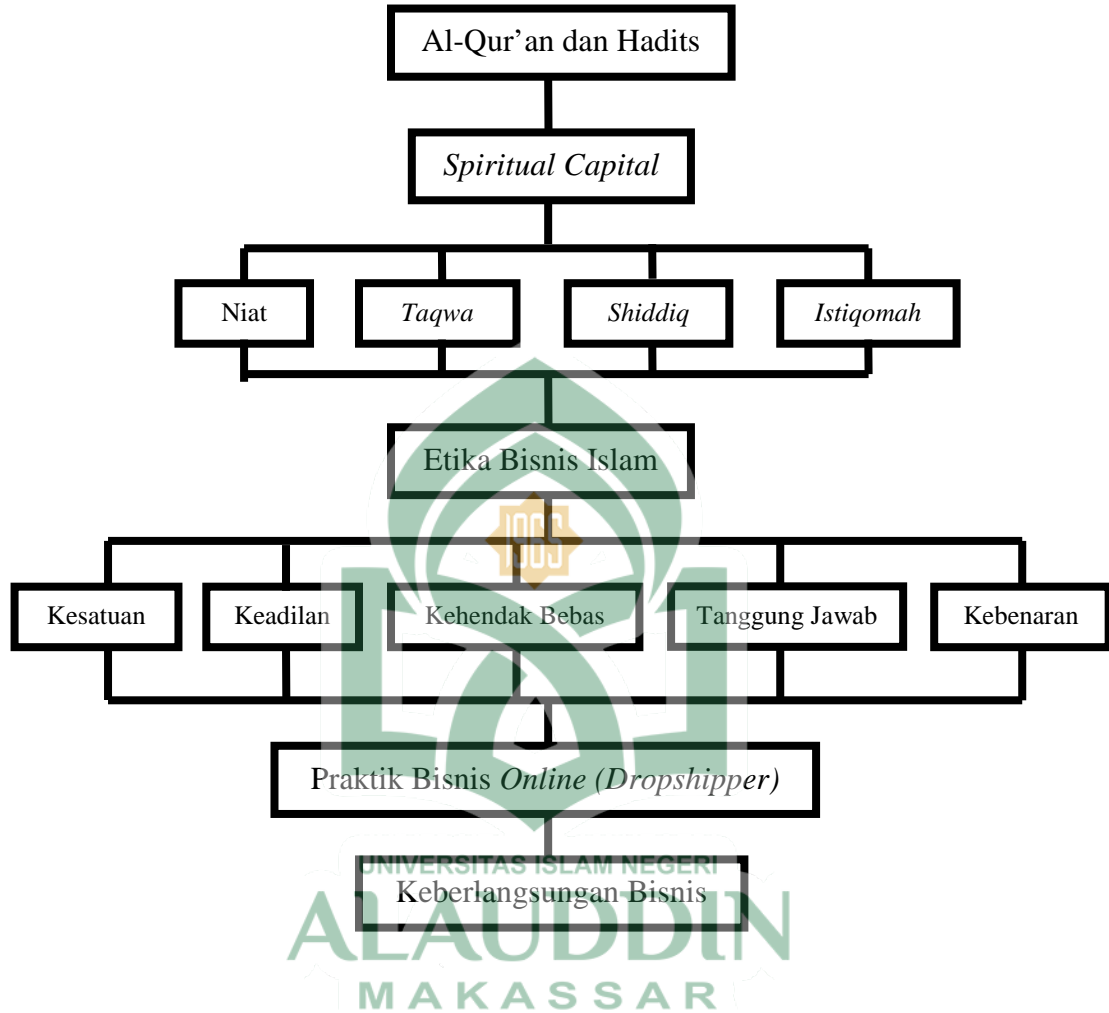 Al-Qur’an dan Hadits
Spiritual Capital
Niat
Taqwa
Shiddiq
Istiqomah
Etika Bisnis Islam
1965
Kesatuan
Keadilan
Kehendak Bebas
Tanggung Jawab
Kebenaran
Praktik Bisnis Online (Dropshipper)
UNIVERSITAS ISLAM NEGERI
Keberlangsungan Bisnis
ALAUDDIN
MAKASSAR